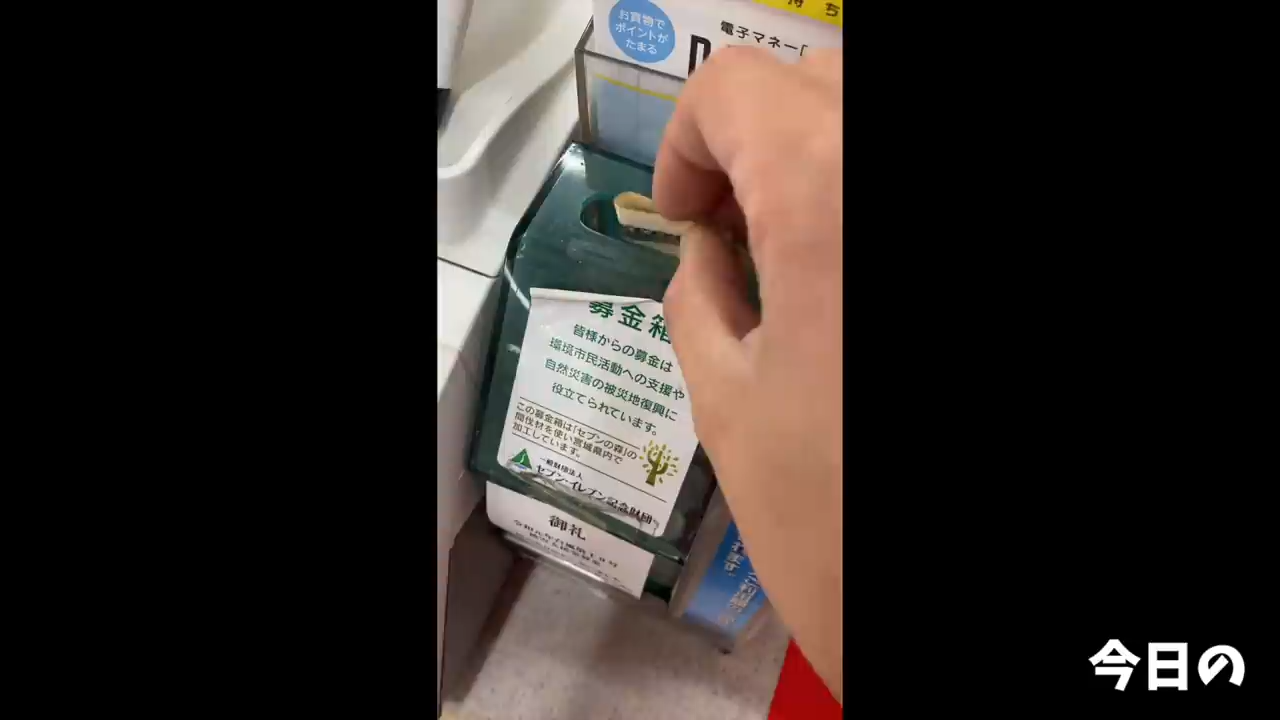 お買物で
ポイントが
たまる
電子マネー「
募金箱
皆様からの募金は
環境市民活動への支援や
自然災害の被災地復興に
役立てられています。
この募金箱は「セブンの森」の
間伐材を使い宮城県内で
加工しています。
一般財団法人
セブン-イレブン記念財団
御礼
今日の